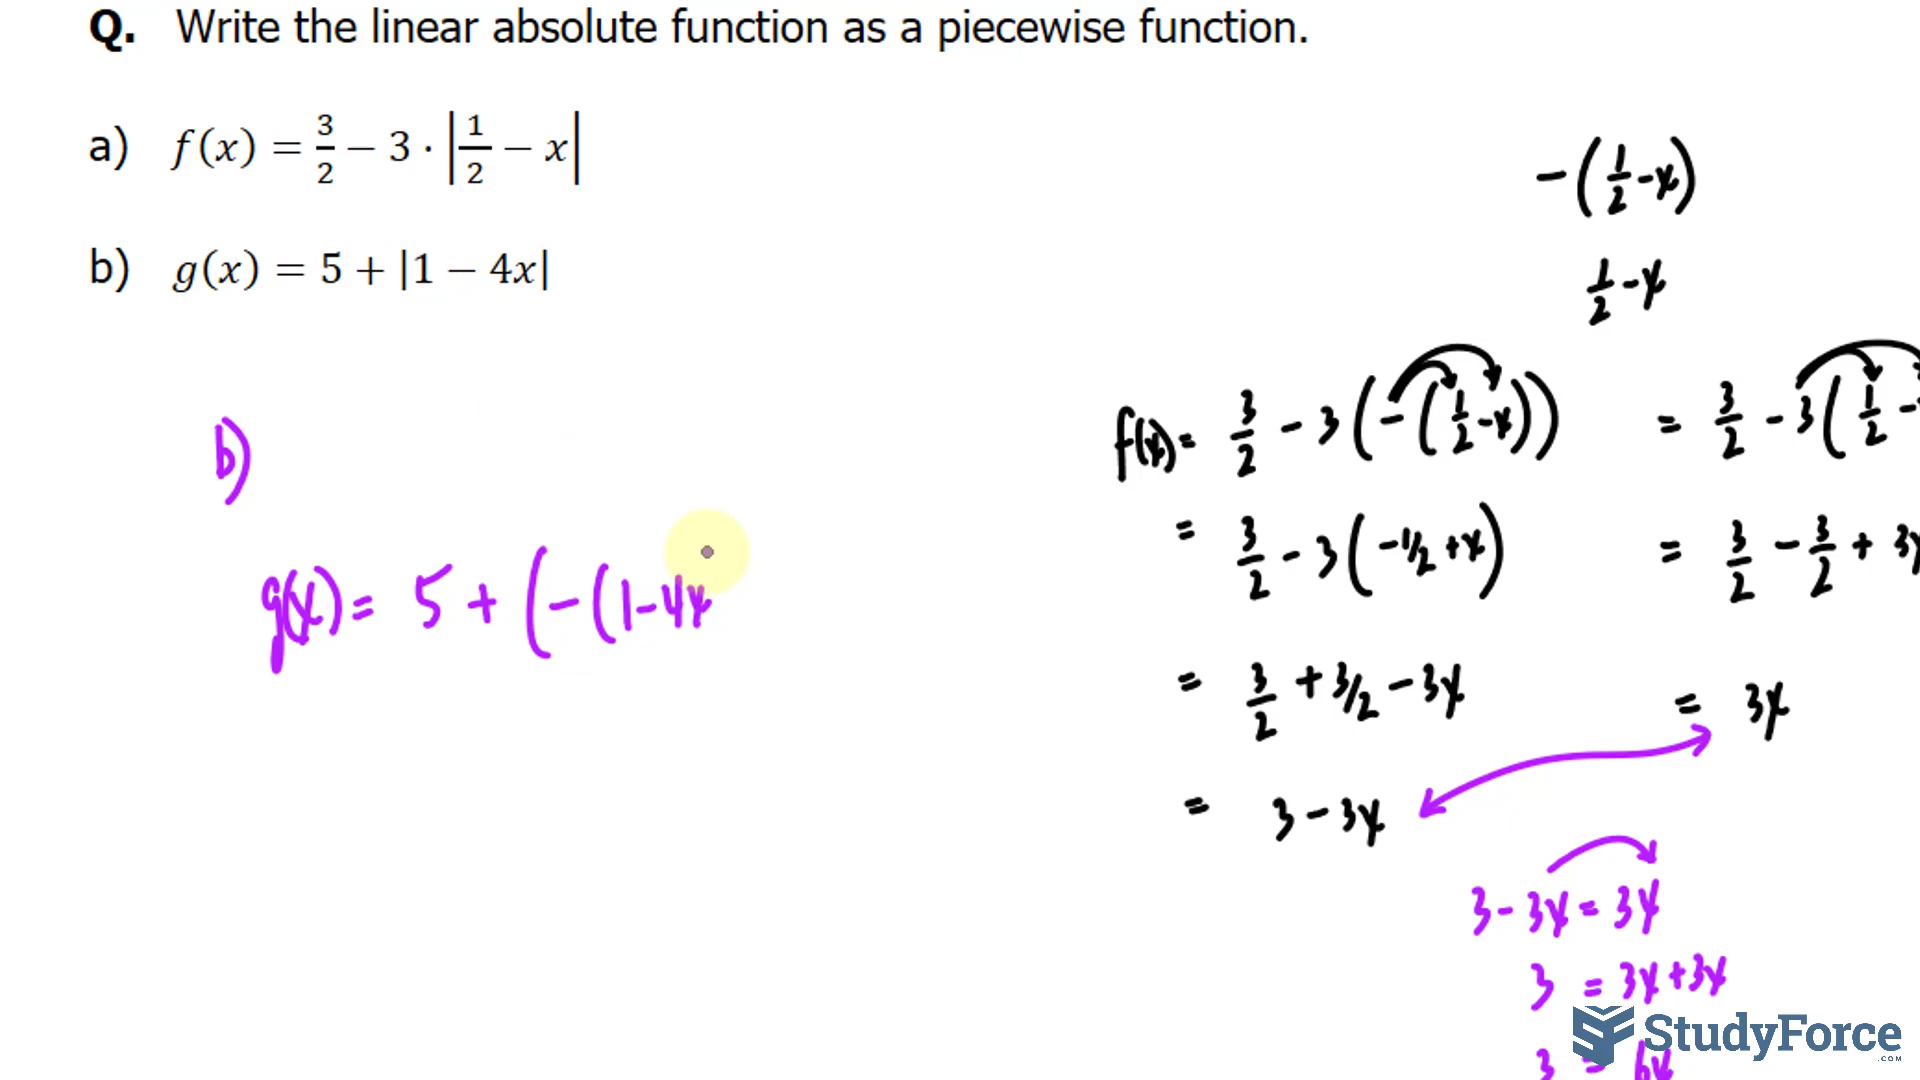 Q. Write the linear absolute function as a piecewise function.
a) f(x) = 3/2 − 3 · |1/2 − x|
b) g(x) = 5 + |1 − 4x|
b)
g(x) = 5 + (-(1-4x
-(1/2-x)
1/2-x
f(x) = 3/2 - 3(-(1/2-x)) = 3/2 - 3(1/2 -
= 3/2 - 3(-1/2+x) = 3/2 - 3/2 + 3x
= 3/2 + 3/2 - 3x = 3x
= 3 - 3x
3 - 3x = 3x
3 = 3x + 3x
3 = 6x
StudyForce
.COM